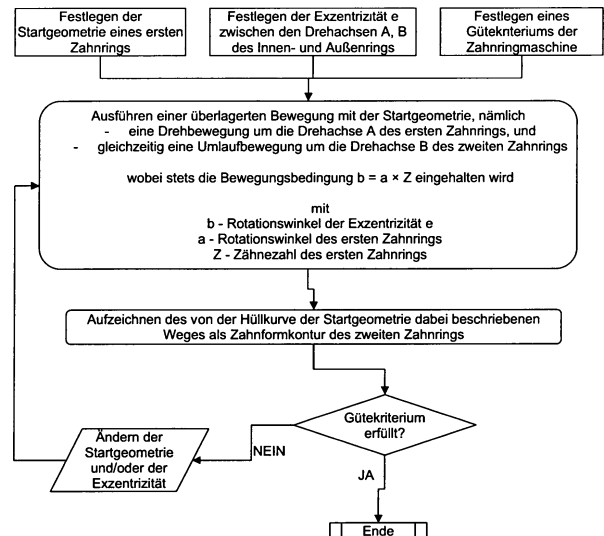 Festlegen der
Startgeometrie eines ersten
Zahnrings
Festlegen der Exzentrizität e
zwischen den Drehachsen A, B
des Innen- und Außenrings
Festlegen eines
Gütekriteriums der
Zahnringmaschine
Ausführen einer überlagerten Bewegung mit der Startgeometrie, nämlich
- eine Drehbewegung um die Drehachse A des ersten Zahnrings, und
- gleichzeitig eine Umlaufbewegung um die Drehachse B des zweiten Zahnrings
wobei stets die Bewegungsbedingung b = a × Z eingehalten wird
mit
b - Rotationswinkel der Exzentrizität e
a - Rotationswinkel des ersten Zahnrings
Z - Zähnezahl des ersten Zahnrings
Aufzeichnen des von der Hüllkurve der Startgeometrie dabei beschriebenen
Weges als Zahnformkontur des zweiten Zahnrings
Gütekriterium
erfüllt?
NEIN
Ändern der
Startgeometrie
und/oder der
Exzentrizität
JA
Ende